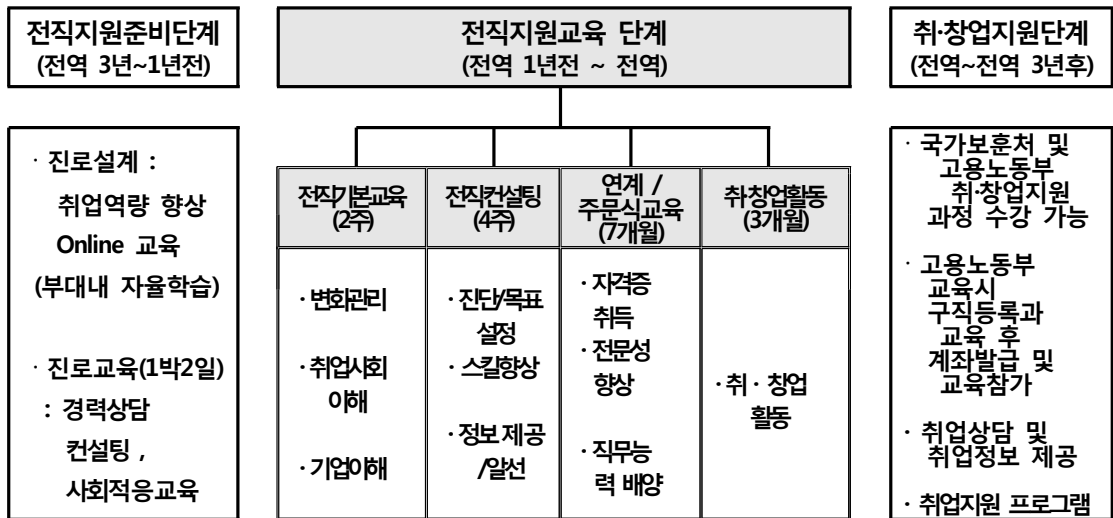 전직지원준비단계
(전역 3년~1년전)
전직지원교육 단계
(전역 1년전 ~ 전역)
취·창업지원단계
(전역~전역 3년후)
· 진로설계 :
취업역량 향상
Online 교육
(부대내 자율학습)
· 진로교육(1박2일)
: 경력상담
컨설팅 ,
사회적응교육
전직기본교육
(2주)
· 변화관리
· 취업사회
이해
· 기업이해
전직컨설팅
(4주)
· 진단/목표
설정
· 스킬향상
· 정보 제공
/알선
연계 /
주문식교육
(7개월)
· 자격증
취득
· 전문성
향상
· 직무능
력 배양
취·창업활동
(3개월)
· 취 · 창업
활동
· 국가보훈처 및
고용노동부
취·창업지원
과정 수강 가능
· 고용노동부
교육시
구직등록과
교육 후
계좌발급 및
교육참가
· 취업상담 및
취업정보 제공
· 취업지원 프로그램